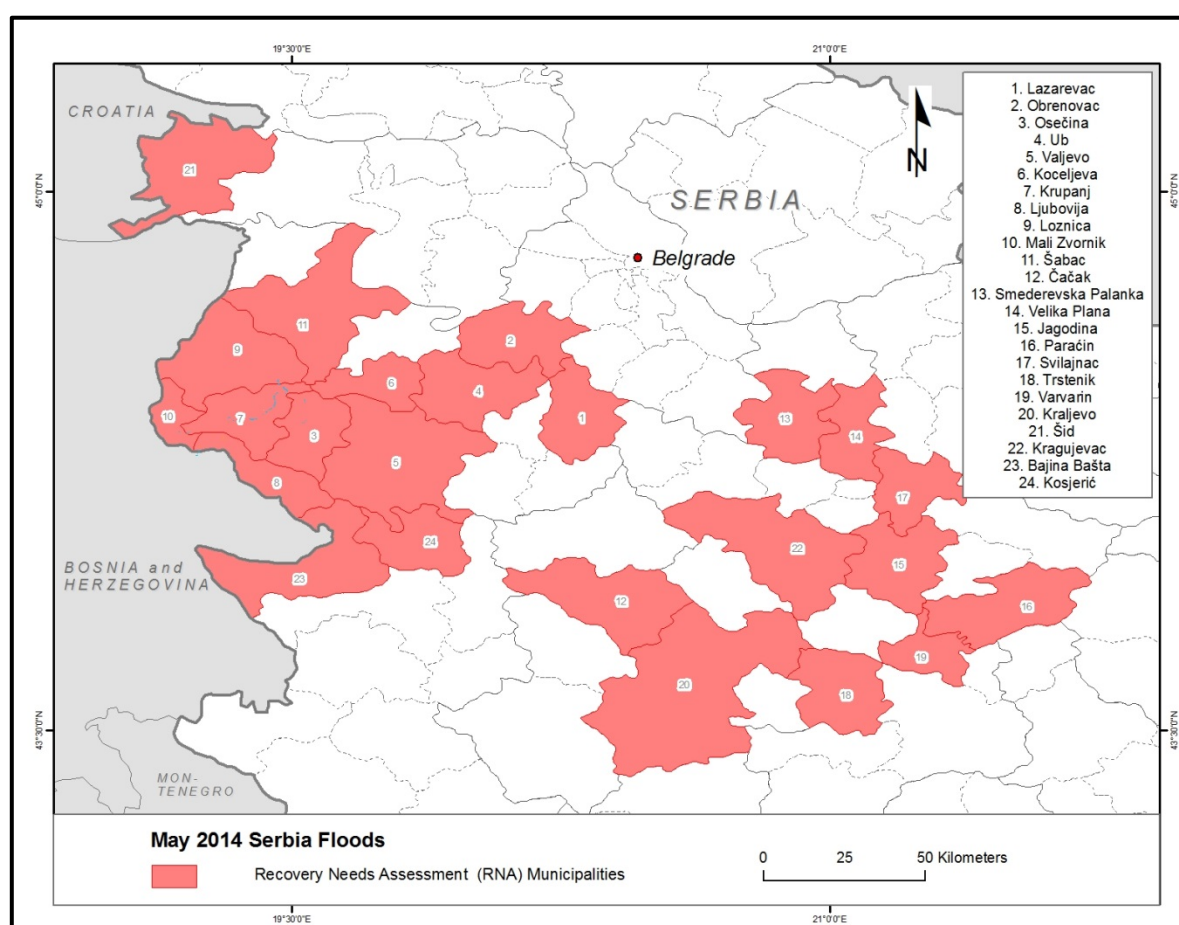 19°30'0"E
21°0'0"E
CROATIA
1. Lazarevac
2. Obrenovac
3. Osečina
4. Ub
5. Valjevo
6. Koceljeva
7. Krupanj
8. Ljubovija
9. Loznica
10. Mali Zvornik
11. Šabac
12. Čačak
13. Smederevska Palanka
14. Velika Plana
15. Jagodina
16. Paraćin
17. Svilajnac
18. Trstenik
19. Varvarin
20. Kraljevo
21. Šid
22. Kragujevac
23. Bajina Bašta
24. Kosjerić
N
21
45°0'0"N
45°0'0"N
SERBIA
Belgrade
11
2
9
6
4
10
7
1
13
3
14
5
8
17
24
22
BOSNIA and
HERZEGOVINA
23
15
12
16
19
20
18
43°30'0"N
43°30'0"N
MON-
TENEGRO
May 2014 Serbia Floods
Recovery Needs Assessment (RNA) Municipalities
0 25 50 Kilometers
19°30'0"E
21°0'0"E